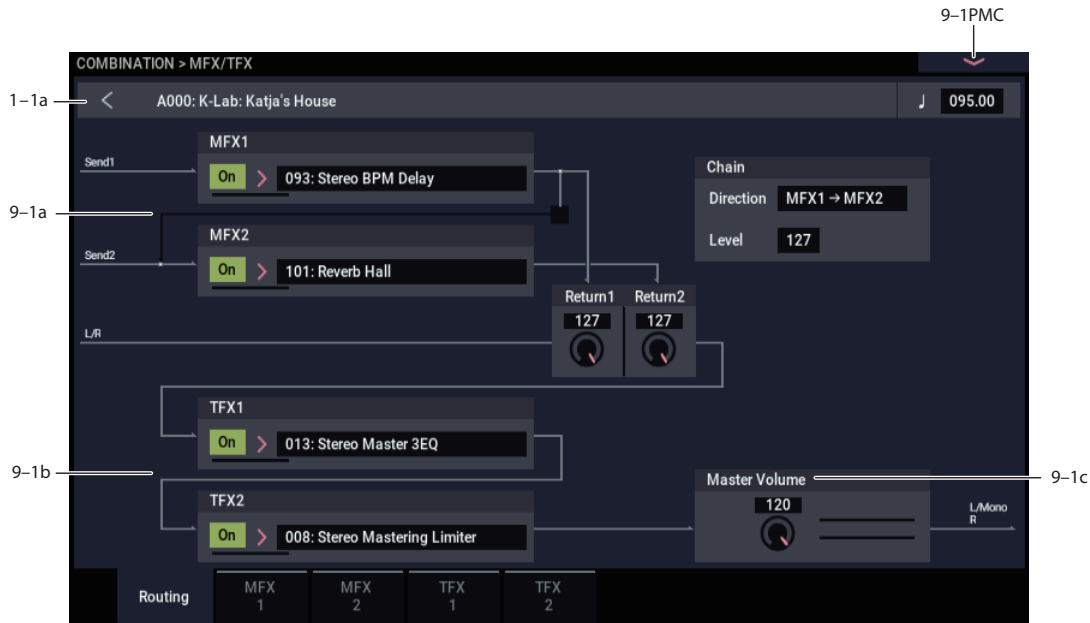 9–1PMC
COMBINATION > MFX/TFX
1–1a
A000: K-Lab: Katja's House
♩ 095.00
MFX1
Send1
On
093: Stereo BPM Delay
Chain
Direction MFX1→MFX2
Level 127
9–1a
MFX2
Send2
On
101: Reverb Hall
Return1 Return2
127 127
L/R
TFX1
On
013: Stereo Master 3EQ
9–1b
Master Volume
9–1c
TFX2
120
L/Mono
R
On
008: Stereo Mastering Limiter
Routing
MFX
1
MFX
2
TFX
1
TFX
2